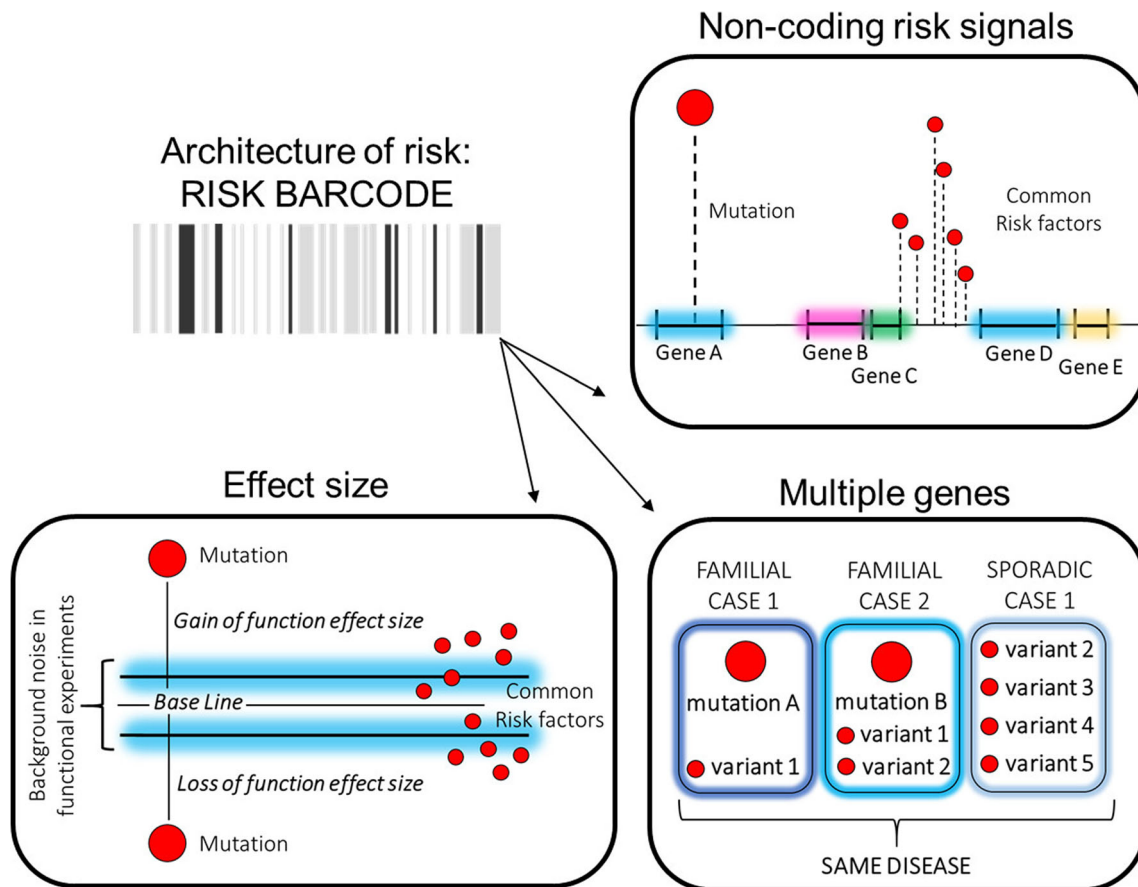 Non-coding risk signals
Architecture of risk:
RISK BARCODE
Mutation
Common
Risk factors
Gene A
Gene B
Gene C
Gene D
Gene E
Effect size
Mutation
Gain of function effect size
Background noise in
functional experiments
Base Line
Common
Risk factors
Loss of function effect size
Mutation
Multiple genes
FAMILIAL
CASE 1
mutation A
variant 1
FAMILIAL
CASE 2
mutation B
variant 1
variant 2
SPORADIC
CASE 1
variant 2
variant 3
variant 4
variant 5
SAME DISEASE